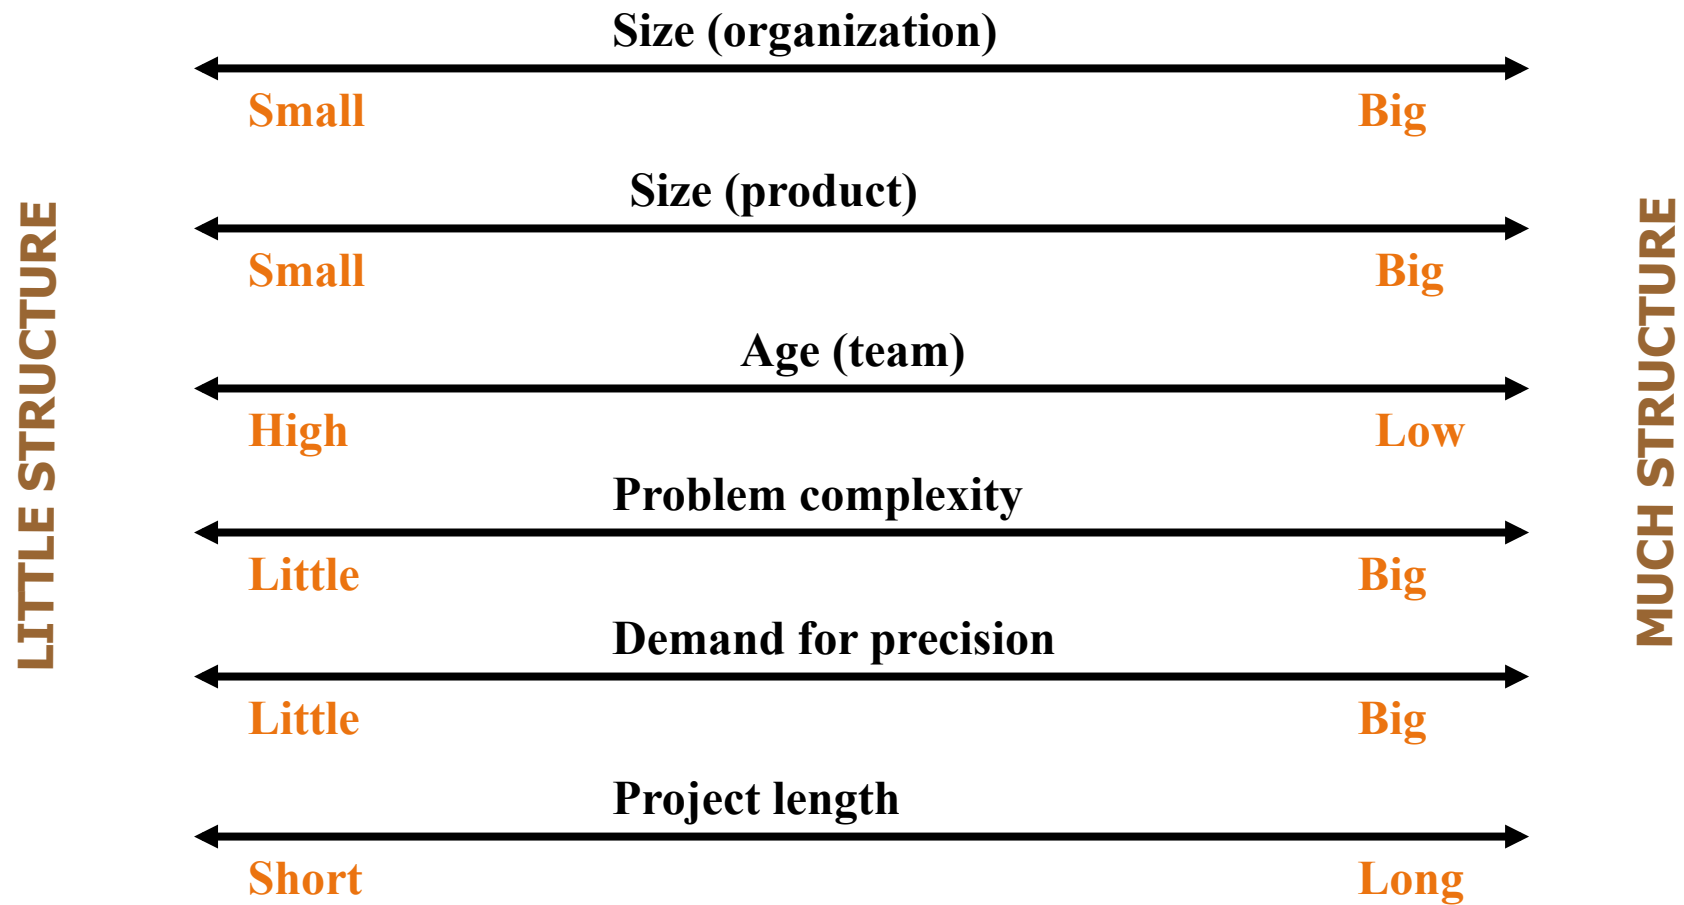 Size (organization)
Small
Big
Size (product)
Small
Big
Age (team)
High
Low
Problem complexity
Little
Big
Demand for precision
Little
Big
Project length
Short
Long
LITTLE STRUCTURE
MUCH STRUCTURE